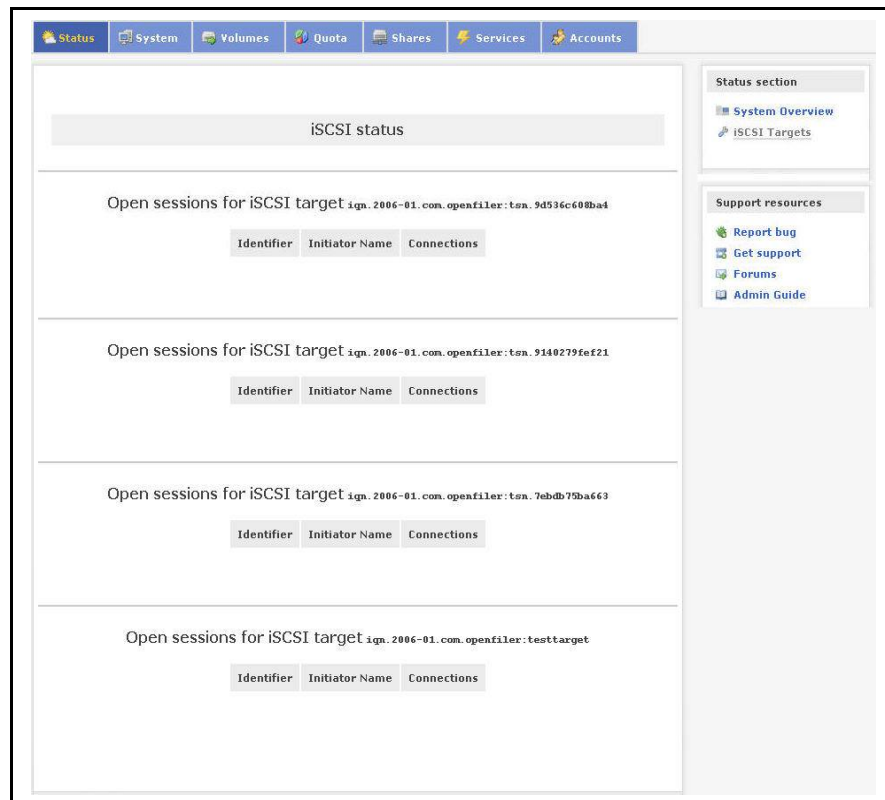 Status System Volumes Quota Shares Services Accounts
iSCSI status
Open sessions for iSCSI target iqn.2006-01.com.openfiler:tsn.9d536c608ba4
Identifier Initiator Name Connections
Open sessions for iSCSI target iqn.2006-01.com.openfiler:tsn.9140279fef21
Identifier Initiator Name Connections
Open sessions for iSCSI target iqn.2006-01.com.openfiler:tsn.7ebdb75ba663
Identifier Initiator Name Connections
Open sessions for iSCSI target iqn.2006-01.com.openfiler:testtarget
Identifier Initiator Name Connections
Status section
System Overview
iSCSI Targets
Support resources
Report bug
Get support
Forums
Admin Guide